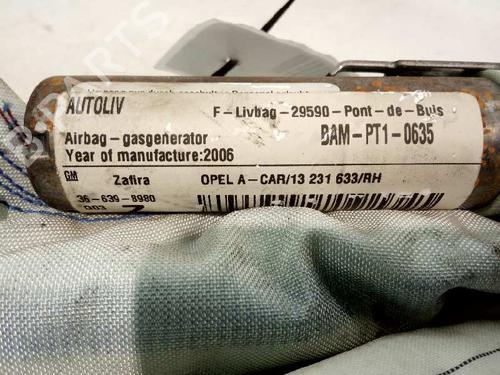 AUTOLIV
F-Livbag-29590-Pont-de-Buis
Airbag-gasgenerator
BAM-PT1-0635
Year of manufacture:2006
GM
Zafira
OPEL A-CAR/13 231 633/RH
36-639-8980